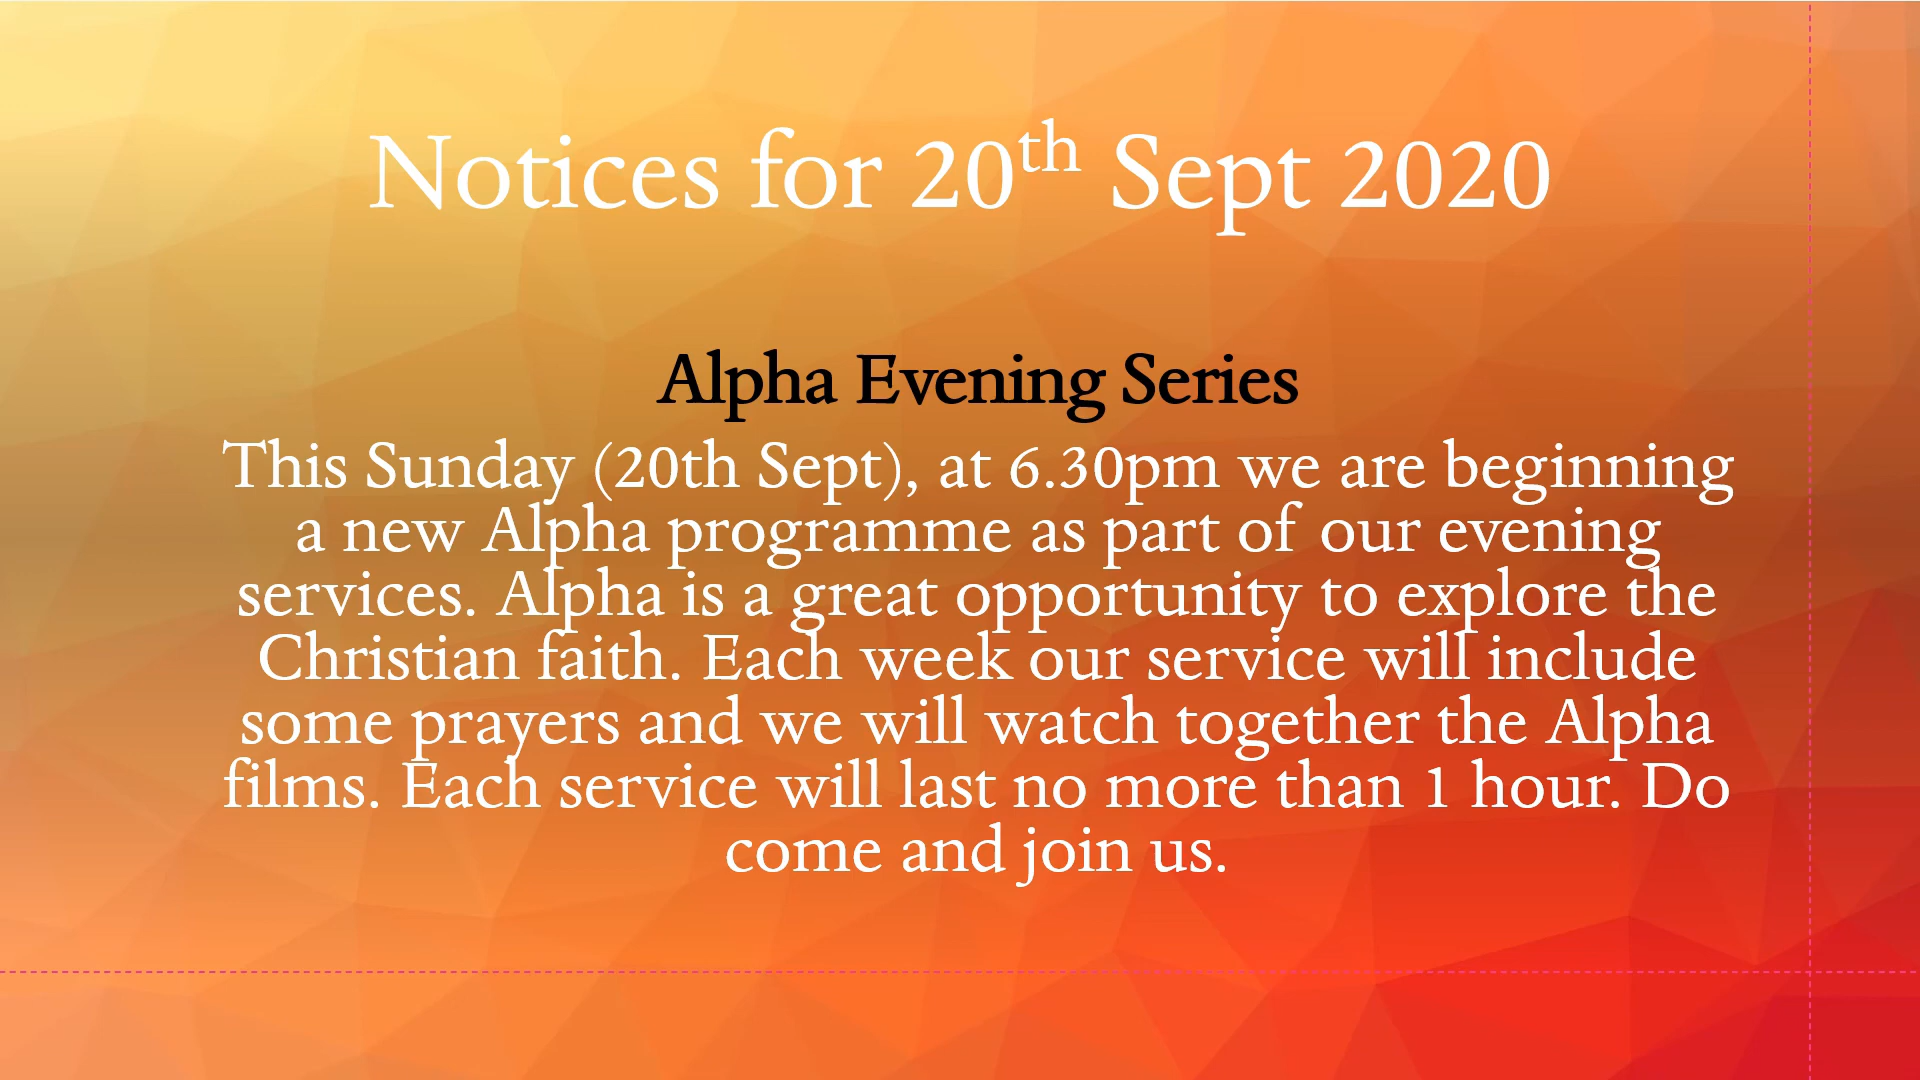 Notices for 20th Sept 2020
Alpha Evening Series
This Sunday (20th Sept), at 6.30pm we are beginning
a new Alpha programme as part of our evening
services. Alpha is a great opportunity to explore the
Christian faith. Each week our service will include
some prayers and we will watch together the Alpha
films. Each service will last no more than 1 hour. Do
come and join us.